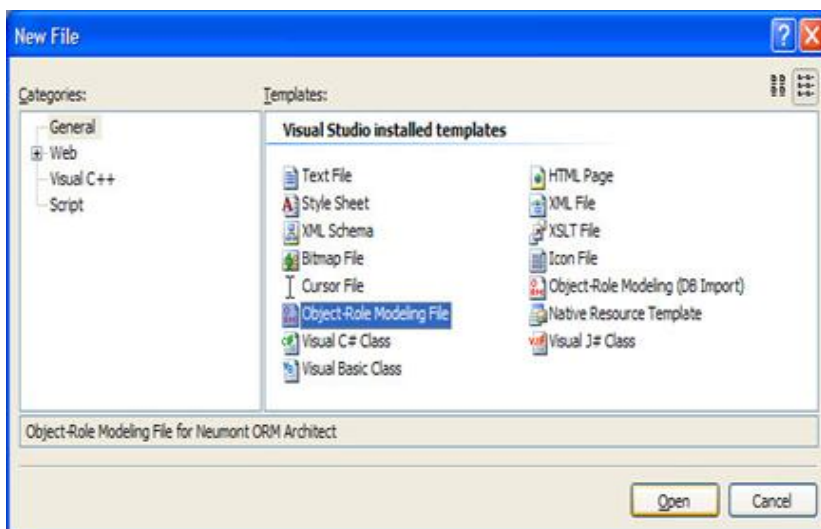 New File
Categories:
Templates:
General
Web
Visual C++
Script
Visual Studio installed templates
Text File
HTML Page
Style Sheet
XML File
XML Schema
XSLT File
Bitmap File
Icon File
Cursor File
Object-Role Modeling (DB Import)
Object-Role Modeling File
Native Resource Template
Visual C# Class
Visual J# Class
Visual Basic Class
Object-Role Modeling File for Neumont ORM Architect
Open
Cancel